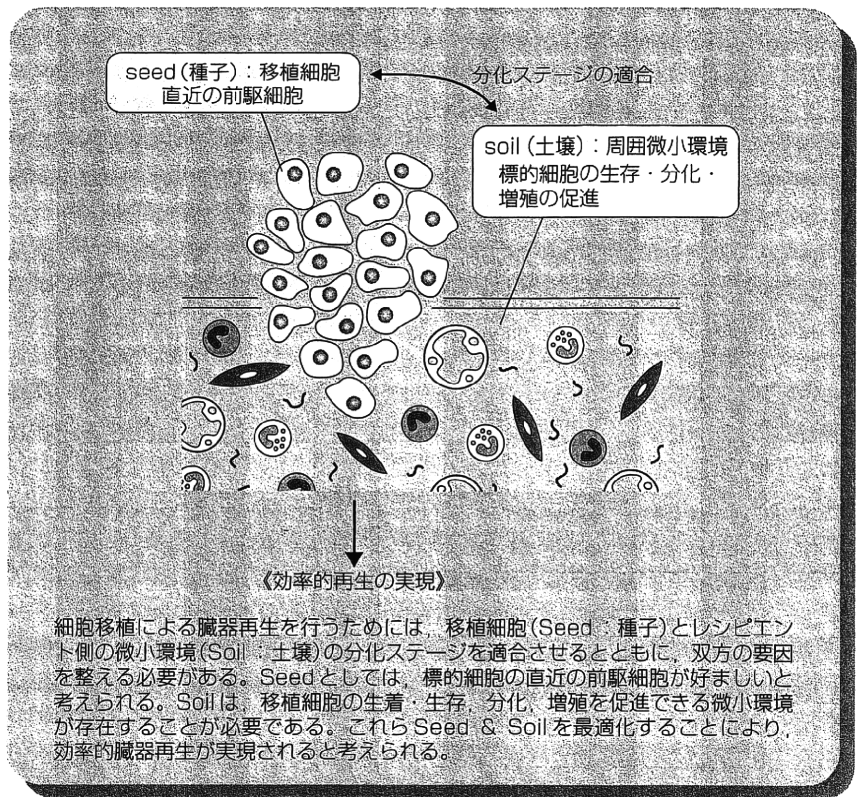 seed(種子):移植細胞
直近の前駆細胞
分化ステージの適合
soil(土壌):周囲微小環境
標的細胞の生存・分化・
増殖の促進
《効率的再生の実現》
細胞移植による臓器再生を行うためには,移植細胞(Seed:種子)とレシピエン
ト側の微小環境(Soil:土壌)の分化ステージを適合させるとともに,双方の要因
を整える必要がある。Seedとしては,標的細胞の直近の前駆細胞が好ましいと
考えられる。Soilは,移植細胞の生着・生存,分化,増殖を促進できる微小環境
が存在することが必要である。これらSeed & Soilを最適化することにより,
効率的臓器再生が実現されると考えられる。